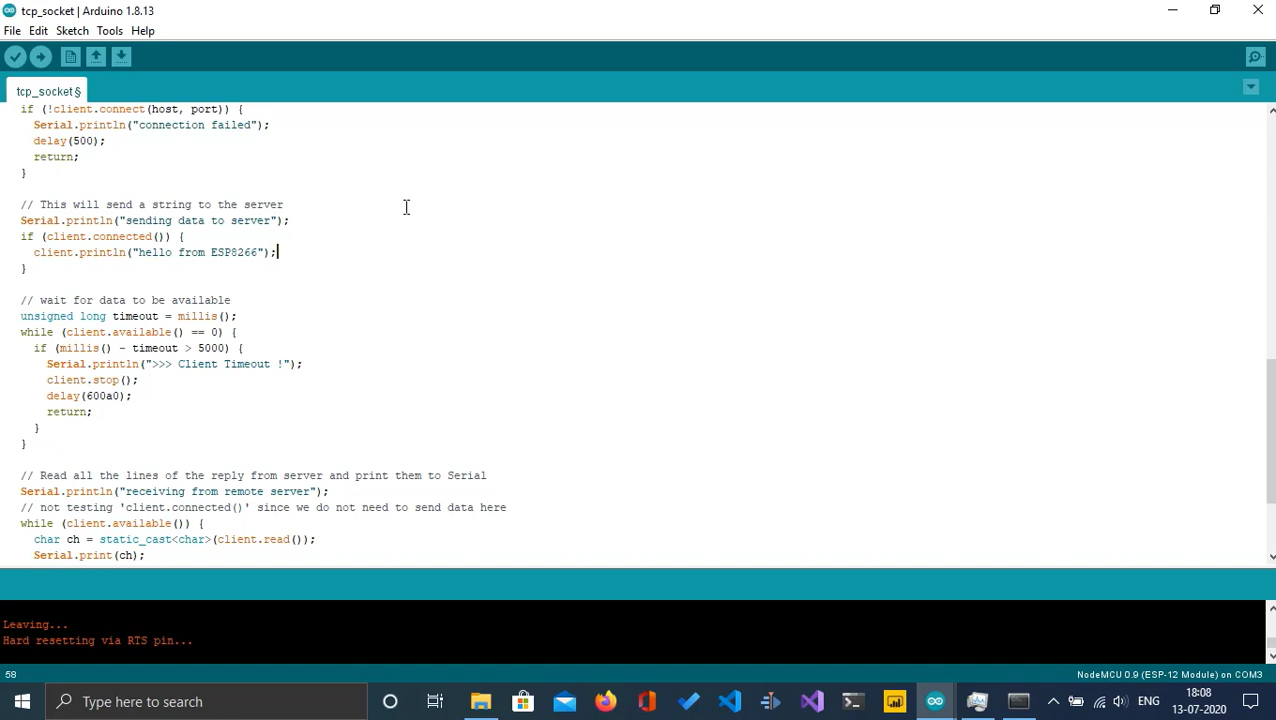 tcp_socket | Arduino 1.8.13
File Edit Sketch Tools Help
tcp_socket §
if (!client.connect(host, port)) {
Serial.println("connection failed");
delay(500);
return;
}
// This will send a string to the server
Serial.println("sending data to server");
if (client.connected()) {
client.println("hello from ESP8266");
}
// wait for data to be available
unsigned long timeout = millis();
while (client.available() == 0) {
if (millis() - timeout > 5000) {
Serial.println(">>> Client Timeout !");
client.stop();
delay(600a0);
return;
}
}
// Read all the lines of the reply from server and print them to Serial
Serial.println("receiving from remote server");
// not testing 'client.connected()' since we do not need to send data here
while (client.available()) {
char ch = static_cast<char>(client.read());
Serial.print(ch);
Leaving...
Hard resetting via RTS pin...
58
NodeMCU 0.9 (ESP-12 Module) on COM3
Type here to search
ENG
18:08
13-07-2020